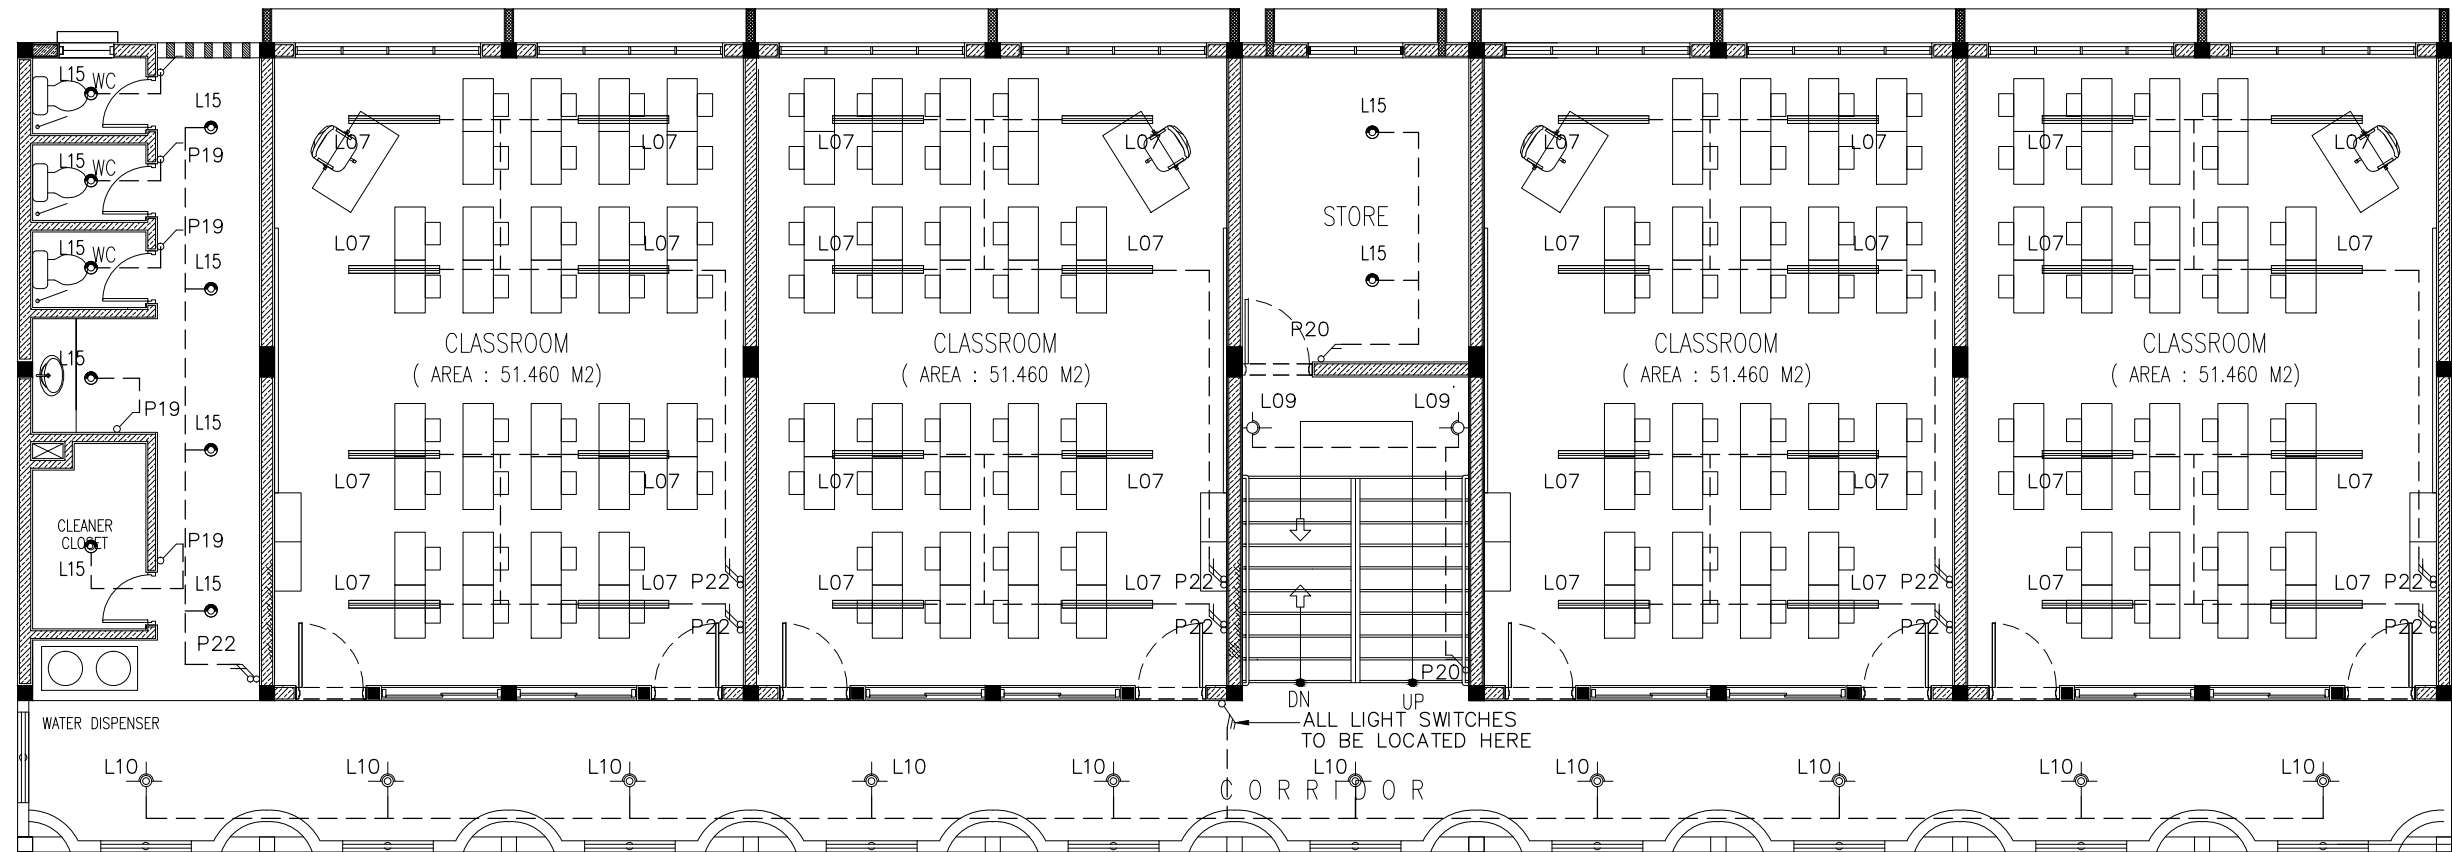 L15 WC
L15
L15
P19
L15 WC
P19
L15 WC
L15
L15
P19
L15
P19
CLEANER
CLOSET
L15
L15
P22
WATER DISPENSER
L07 L07 L07 L07
L07 L07 L07 L07
CLASSROOM
( AREA : 51.460 M2)
CLASSROOM
( AREA : 51.460 M2)
L07 L07 L07 L07
L07 L07 P22 L07 L07 P22
P22 P22
L15
STORE
L15
P20
L09 L09
P20
DN UP
ALL LIGHT SWITCHES
TO BE LOCATED HERE
L07 L07 L07 L07
L07 L07 L07 L07
CLASSROOM
( AREA : 51.460 M2)
CLASSROOM
( AREA : 51.460 M2)
L07 L07 L07 L07
L07 L07 P22 L07 L07 P22
P22 P22
L10 L10 L10 L10 L10 L10 L10 L10 L10 L10
CORRIDOR